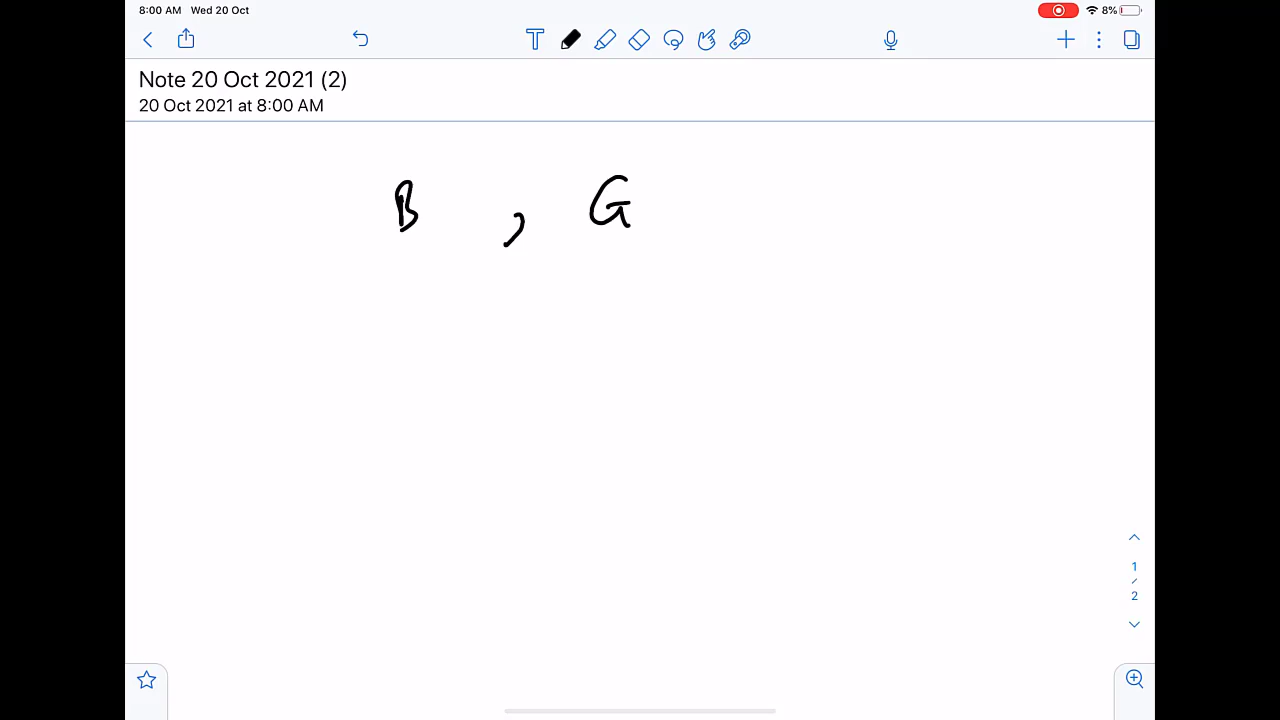 8:00 AM Wed 20 Oct 8%
T
Note 20 Oct 2021 (2)
20 Oct 2021 at 8:00 AM
B , G
1
/
2